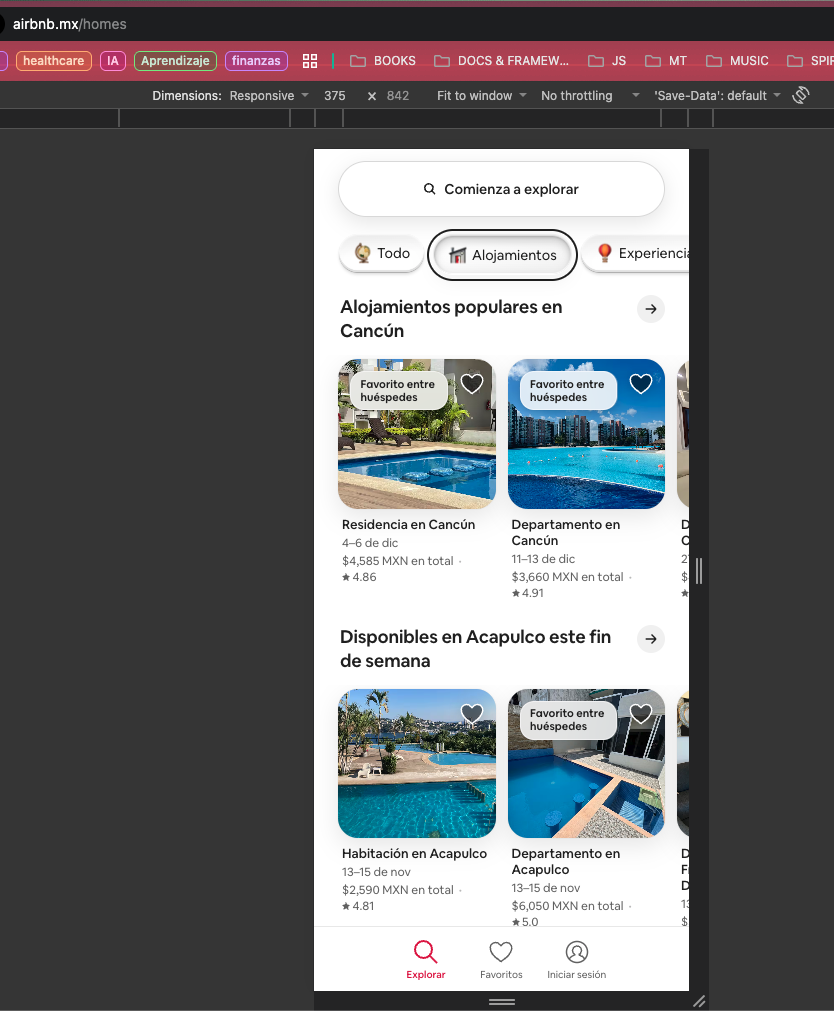 airbnb.mx/homes
healthcare IA Aprendizaje finanzas BOOKS DOCS & FRAMEW... JS MT MUSIC
Dimensions: Responsive 375 × 842 Fit to window No throttling 'Save-Data': default
Comienza a explorar
Todo Alojamientos
Alojamientos populares en
Cancún
Favorito entre
huéspedes
Favorito entre
huéspedes
Residencia en Cancún
4–6 de dic
$4,585 MXN en total ·
★ 4.86
Departamento en
Cancún
11–13 de dic
$3,660 MXN en total ·
★ 4.91
Disponibles en Acapulco este fin
de semana
Favorito entre
huéspedes
Habitación en Acapulco
13–15 de nov
$2,590 MXN en total ·
★ 4.81
Departamento en
Acapulco
13–15 de nov
$6,050 MXN en total ·
★ 5.0
Explorar Favoritos Iniciar sesión